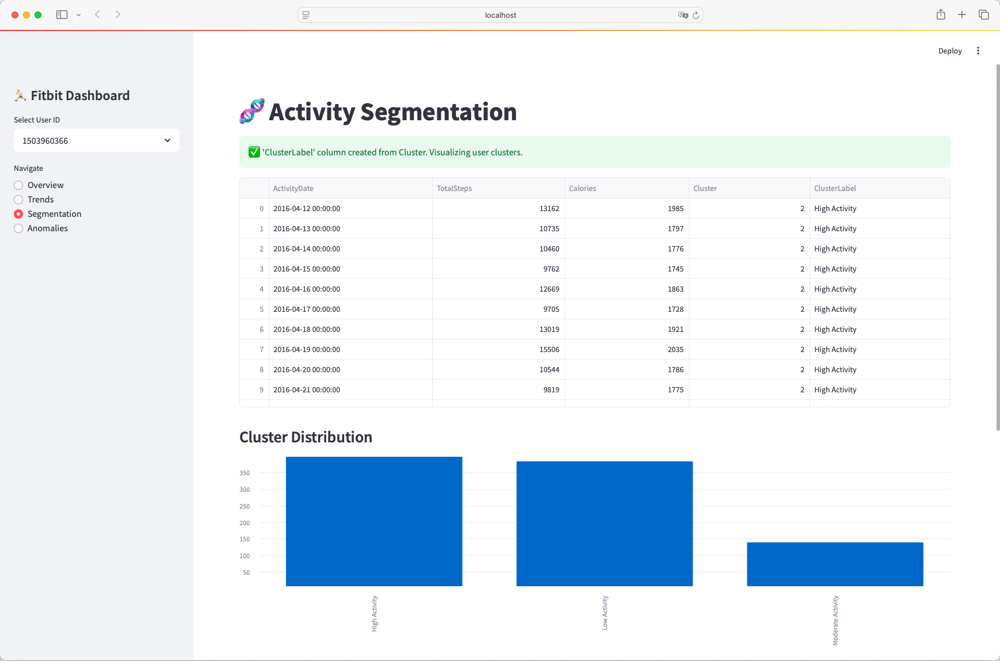 localhost
Deploy
Fitbit Dashboard
Select User ID
1503960366
Navigate
Overview
Trends
Segmentation
Anomalies
Activity Segmentation
'ClusterLabel' column created from Cluster. Visualizing user clusters.
ActivityDate TotalSteps Calories Cluster ClusterLabel
0 2016-04-12 00:00:00 13162 1985 2 High Activity
1 2016-04-13 00:00:00 10735 1797 2 High Activity
2 2016-04-14 00:00:00 10460 1776 2 High Activity
3 2016-04-15 00:00:00 9762 1745 2 High Activity
4 2016-04-16 00:00:00 12669 1863 2 High Activity
5 2016-04-17 00:00:00 9705 1728 2 High Activity
6 2016-04-18 00:00:00 13019 1921 2 High Activity
7 2016-04-19 00:00:00 15506 2035 2 High Activity
8 2016-04-20 00:00:00 10544 1786 2 High Activity
9 2016-04-21 00:00:00 9819 1775 2 High Activity
Cluster Distribution
350
300
250
200
150
100
50
High Activity
Low Activity
Moderate Activity